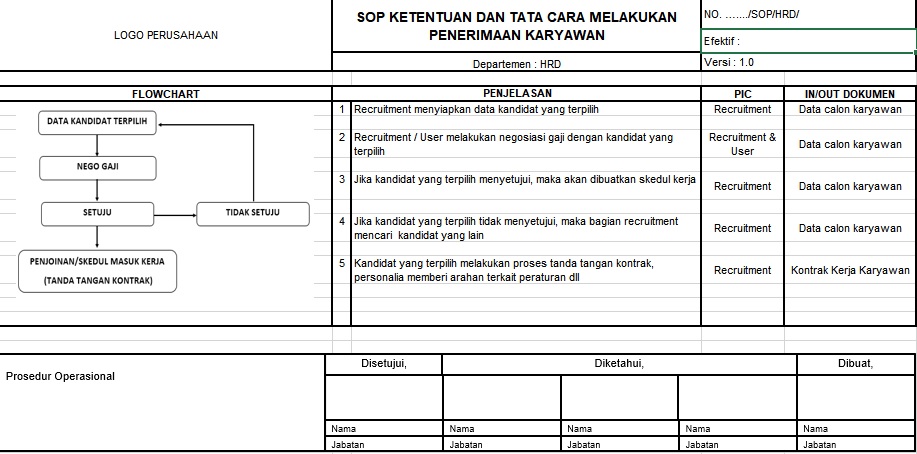 LOGO PERUSAHAAN
SOP KETENTUAN DAN TATA CARA MELAKUKAN
PENERIMAAN KARYAWAN
Departemen : HRD
NO. ......./SOP/HRD/
Efektif :
Versi : 1.0
FLOWCHART
PENJELASAN
PIC
IN/OUT DOKUMEN
DATA KANDIDAT TERPILIH
NEGO GAJI
SETUJU
TIDAK SETUJU
PENJOINAN/SKEDUL MASUK KERJA
(TANDA TANGAN KONTRAK)
1 Recruitment menyiapkan data kandidat yang terpilih
Recruitment
Data calon karyawan
2 Recruitment / User melakukan negosiasi gaji dengan kandidat yang
terpilih
Recruitment &
User
Data calon karyawan
3 Jika kandidat yang terpilih menyetujui, maka akan dibuatkan skedul kerja
Recruitment
Data calon karyawan
4 Jika kandidat yang terpilih tidak menyetujui, maka bagian recruitment
mencari kandidat yang lain
Recruitment
Data calon karyawan
5 Kandidat yang terpilih melakukan proses tanda tangan kontrak,
personalia memberi arahan terkait peraturan dll
Recruitment
Kontrak Kerja Karyawan
Prosedur Operasional
Disetujui,
Diketahui,
Dibuat,
Nama
Nama
Nama
Nama
Nama
Jabatan
Jabatan
Jabatan
Jabatan
Jabatan